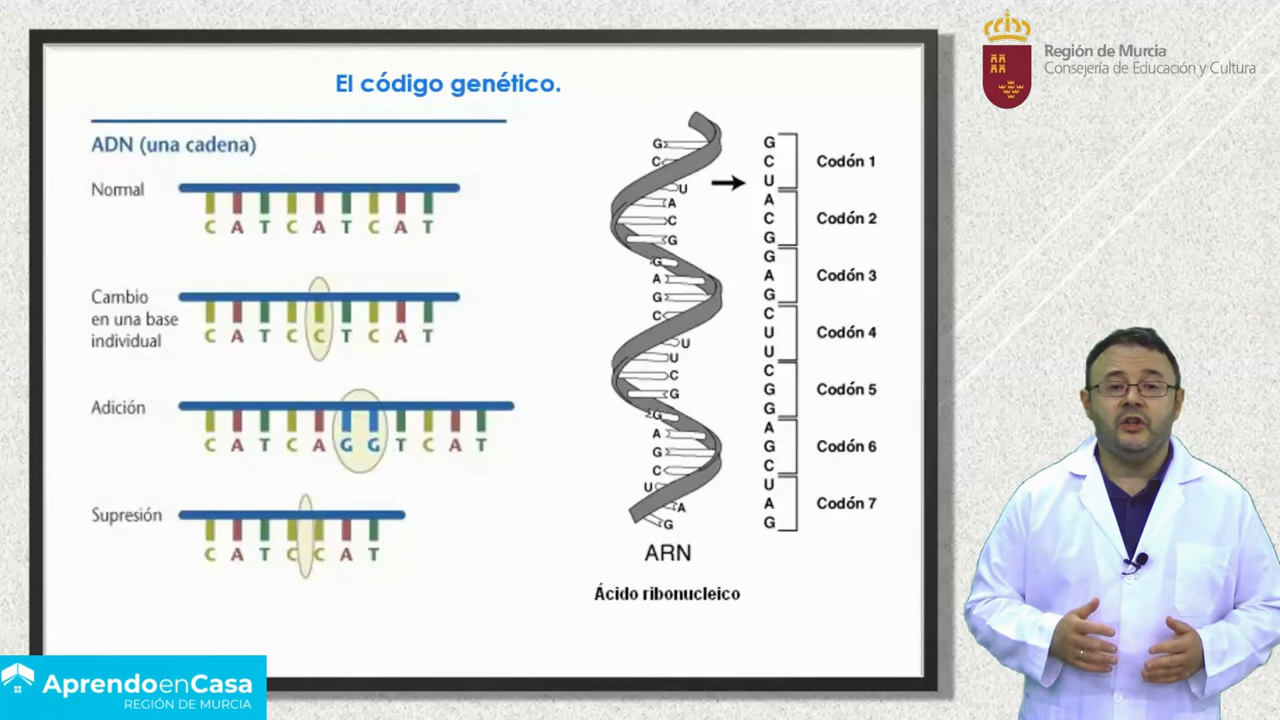 El código genético.
ADN (una cadena)
Normal
C A T C A T C A T
Cambio
en una base
individual
C A T C C T C A T
Adición
C A T C A G G T C A T
Supresión
C A T C C A T
G
C
U
A
C
G
G
A
G
C
U
U
C
G
G
A
G
C
U
A
G
ARN
Ácido ribonucleico
G
C
U
Codón 1
A
C
G
Codón 2
G
A
G
Codón 3
C
U
U
Codón 4
C
G
G
Codón 5
A
G
C
Codón 6
U
A
G
Codón 7
Región de Murcia
Consejería de Educación y Cultura
AprendoenCasa
REGIÓN DE MURCIA